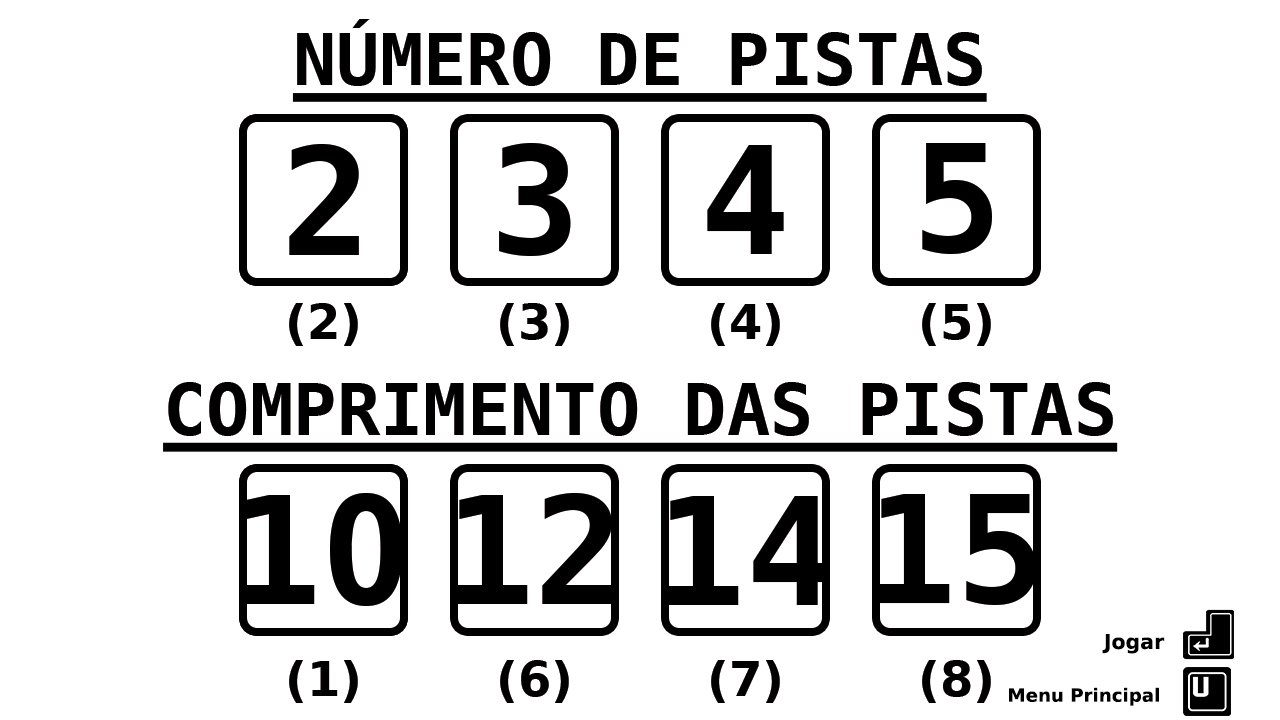 NÚMERO DE PISTAS
2 3 4 5
(2) (3) (4) (5)
COMPRIMENTO DAS PISTAS
10 12 14 15
(1) (6) (7) (8)
Jogar
Menu Principal U